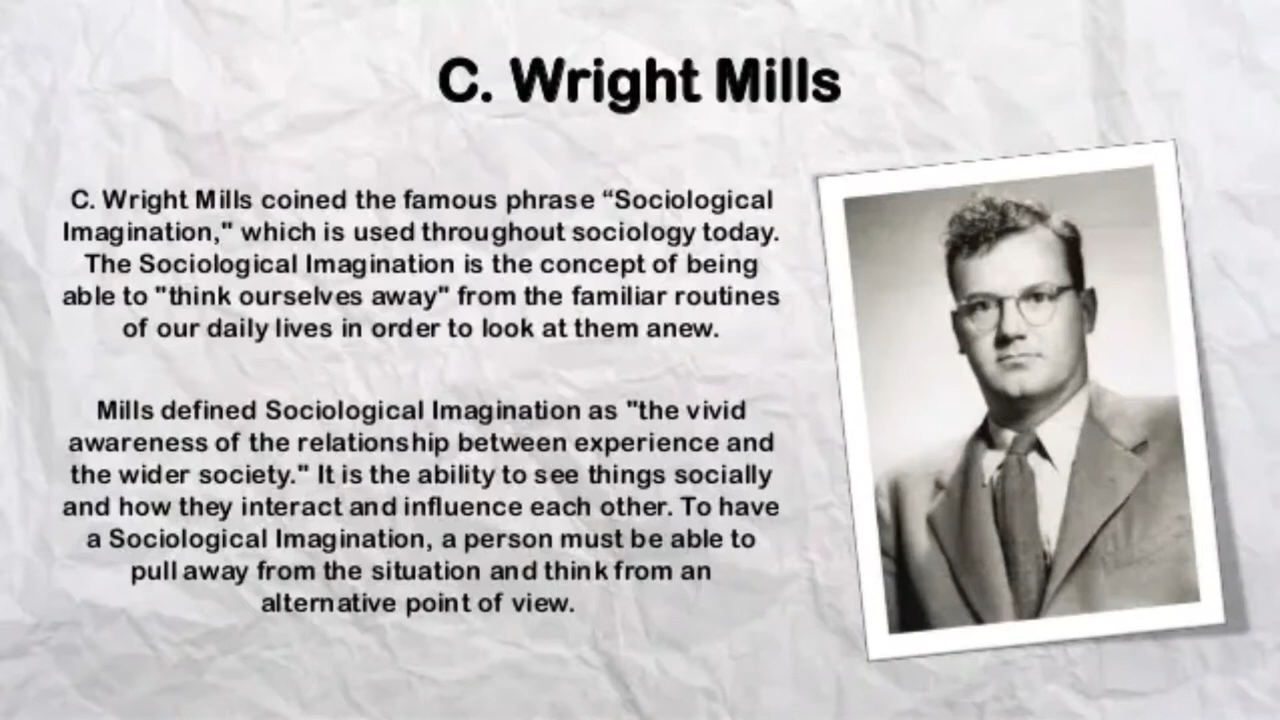 C. Wright Mills
C. Wright Mills coined the famous phrase “Sociological
Imagination," which is used throughout sociology today.
The Sociological Imagination is the concept of being
able to "think ourselves away" from the familiar routines
of our daily lives in order to look at them anew.
Mills defined Sociological Imagination as "the vivid
awareness of the relationship between experience and
the wider society." It is the ability to see things socially
and how they interact and influence each other. To have
a Sociological Imagination, a person must be able to
pull away from the situation and think from an
alternative point of view.